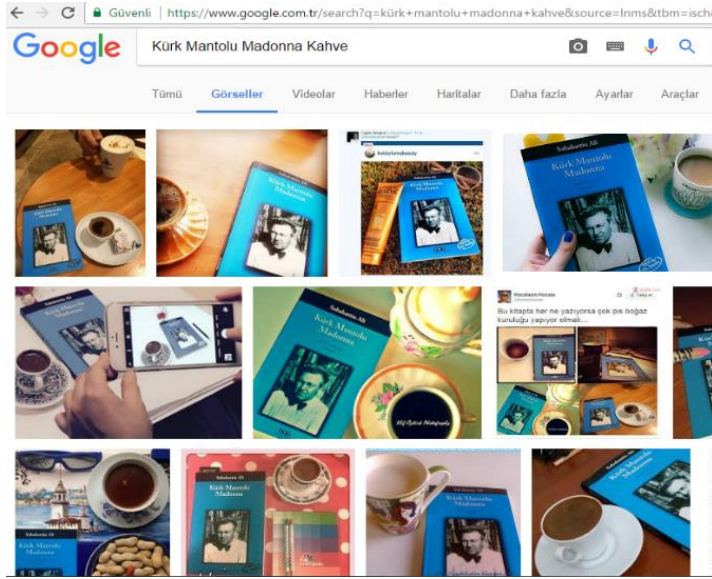 Güvenli | https://www.google.com.tr/search?q=kürk+mantolu+madonna+kahve&source=lnms&tbm=isch
Google
Kürk Mantolu Madonna Kahve
Tümü Görseller Videolar Haberler Haritalar Daha fazla Ayarlar Araçlar
Kürk Mantolu
Madonna
Sabahattin Ali
Kürk Mantolu
Madonna
Kürk Mantolu
Madonna
Sabahattin Ali
Kürk Mantolu
Madonna
Sabahattin Ali
Kürk Mantolu
Madonna
Bu kitapta her ne yazıyorsa çok pis boğaz
kuruluğu yapıyor olmalı...
Sabahattin Ali
Kürk Mantolu
Madonna
Kürk Mantolu
Madonna
Kürk Mantolu
Madonna